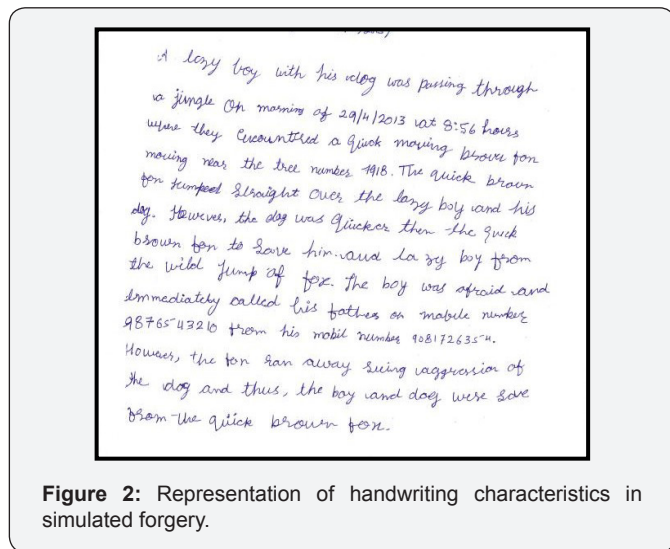 A lazy boy with his dog was passing through
a jungle On morning of 29/4/2013 at 8:56 hours
where they encountred a quick moving brown fox
moving near the tree number 1918. The quick brown
fox jumped straight over the lazy boy and his
dog. However, the dog was quicker then the quick
brown fox to save him and la zy boy from
the wild jump of fox. The boy was afraid and
immediately called his father on mobile number
9876543210 from his mobil number 9081726354.
However, the fox ran away seing aggression of
the dog and thus, the boy and dog were save
from the quick brown fox.
Figure 2: Representation of handwriting characteristics in
simulated forgery.